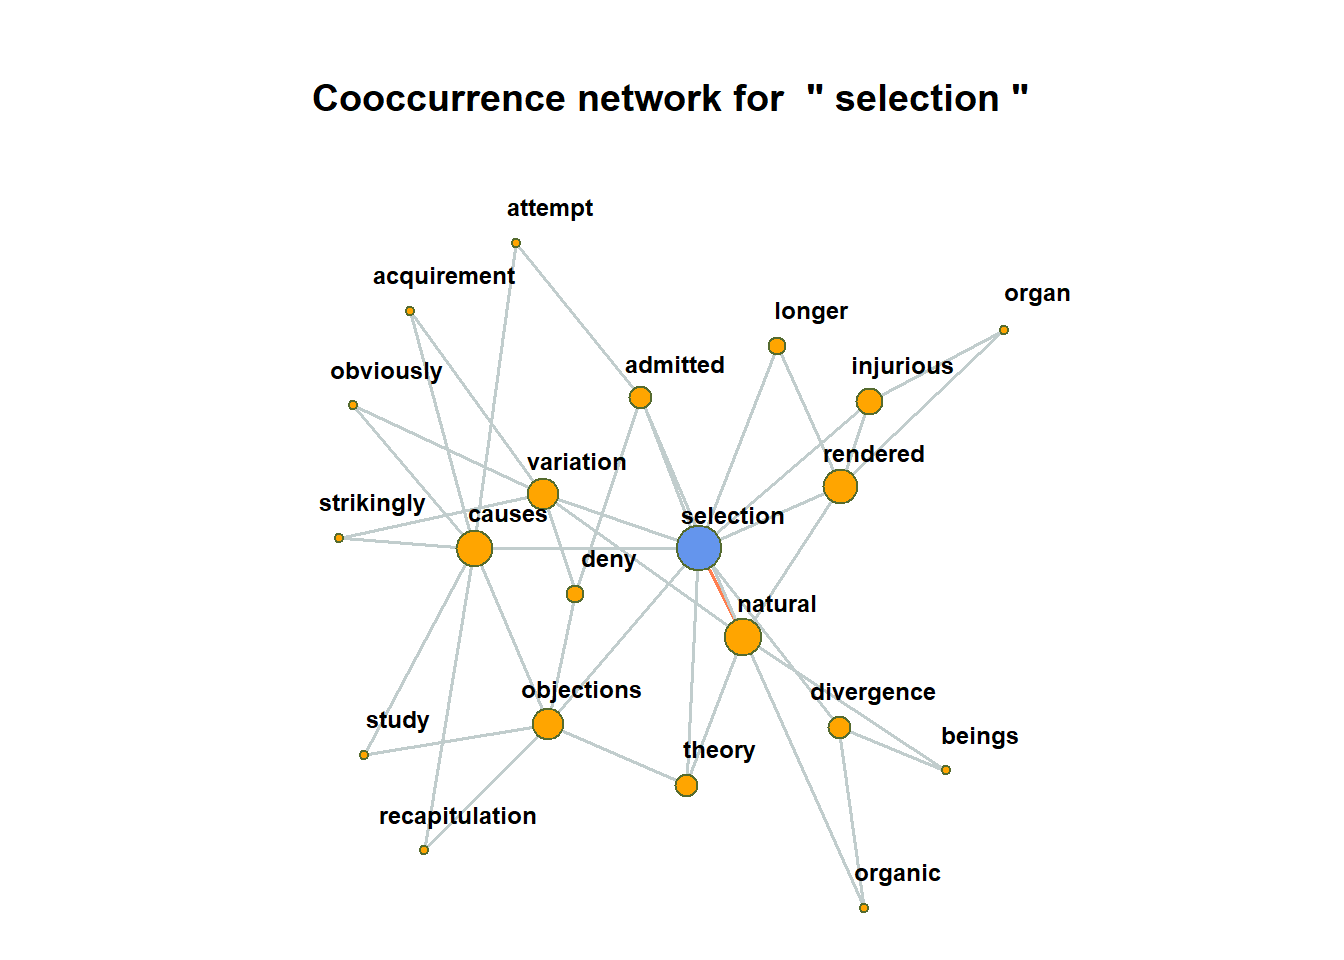 Cooccurrence network for " selection "
attempt
acquirement
organ
longer
admitted
injurious
obviously
rendered
variation
strikingly
causes
selection
deny
natural
objections
divergence
study
beings
theory
recapitulation
organic